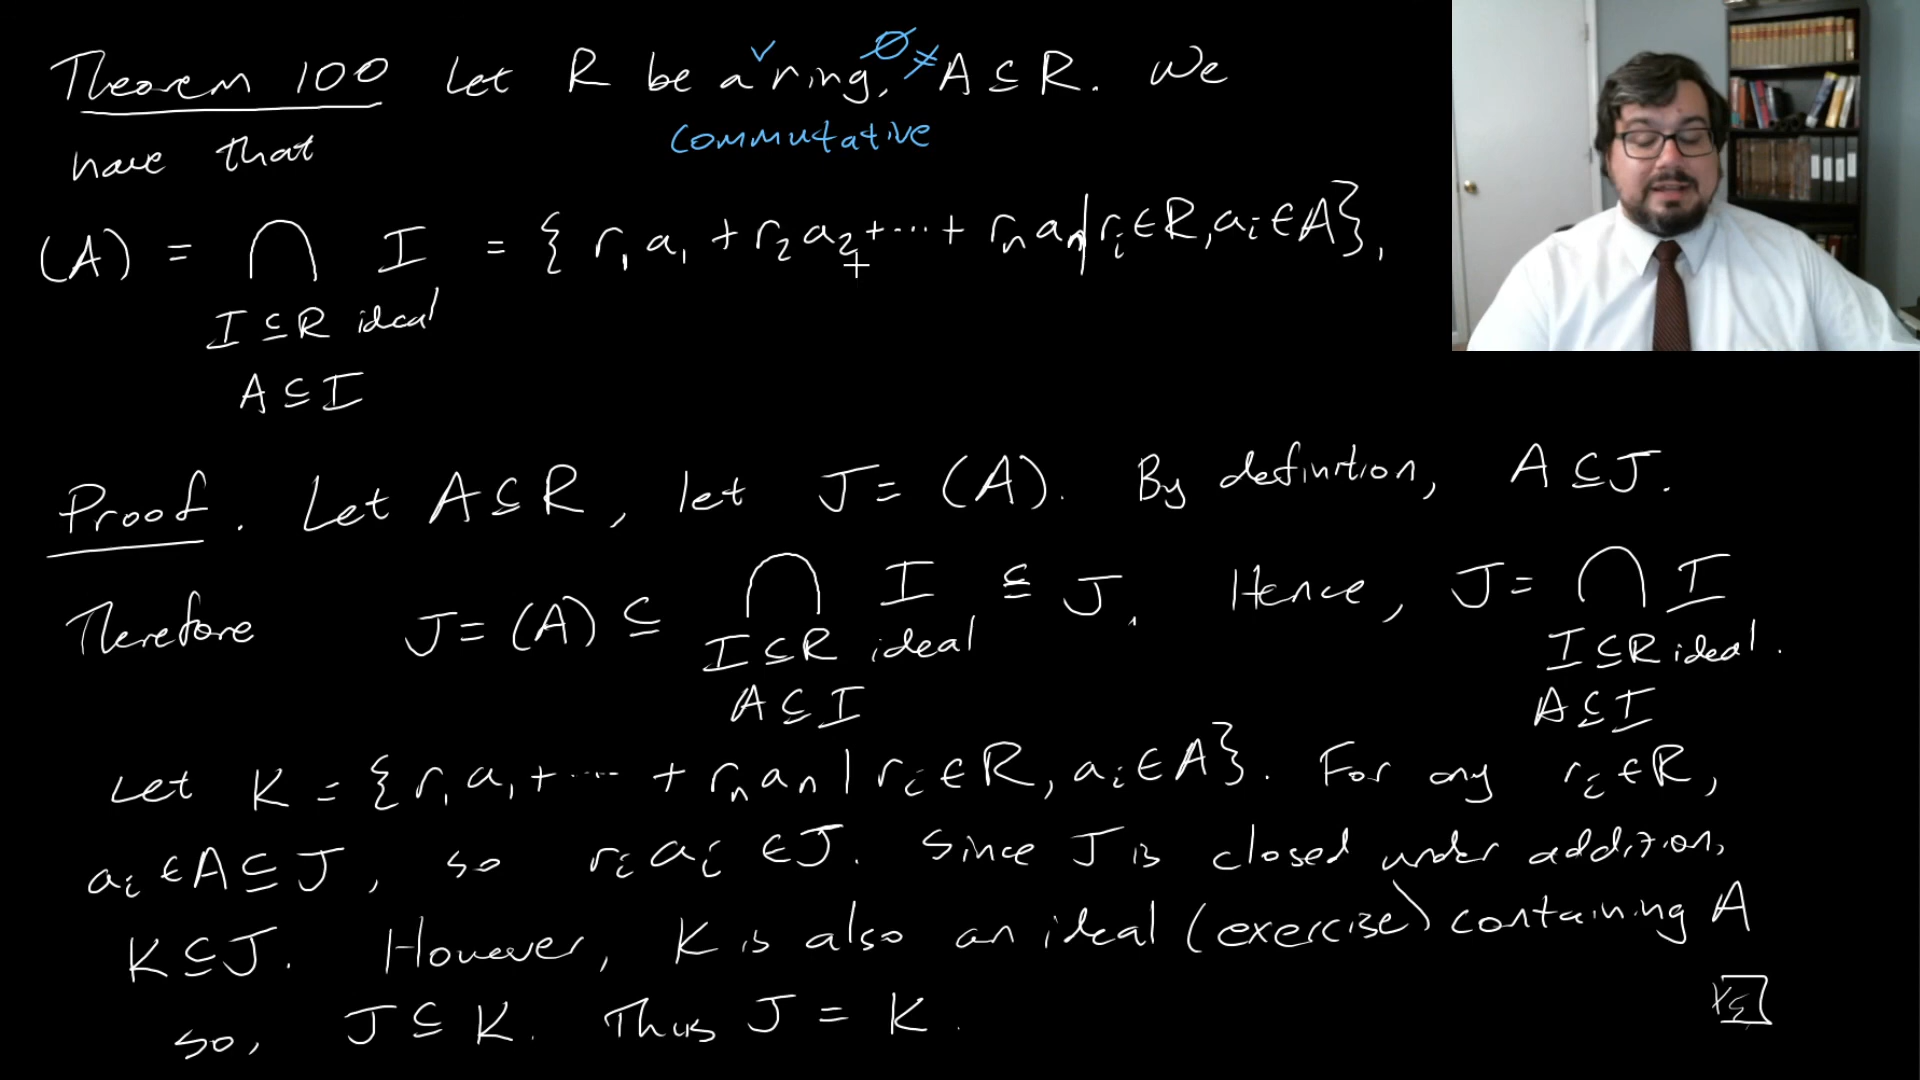 Theorem 100 Let R be a ✓ ring, ∅ ≠ A ⊆ R. We
commutative
have that
(A) = ⋂ I = { r₁a₁ + r₂a₂ + ⋯ + rₙaₙ | rᵢ ∈ R, aᵢ ∈ A },
I ⊆ R ideal
A ⊆ I
Proof. Let A ⊆ R, let J = (A). By definition, A ⊆ J.
Therefore J = (A) ⊆ ⋂ I ⊆ J. Hence, J = ⋂ I
I ⊆ R ideal I ⊆ R ideal.
A ⊆ I A ⊆ I
Let K = { r₁a₁ + ⋯ + rₙaₙ | rᵢ ∈ R, aᵢ ∈ A }. For any rᵢ ∈ R,
aᵢ ∈ A ⊆ J, so rᵢaᵢ ∈ J. Since J is closed under addition,
K ⊆ J. However, K is also an ideal (exercise) containing A
so, J ⊆ K. Thus J = K.